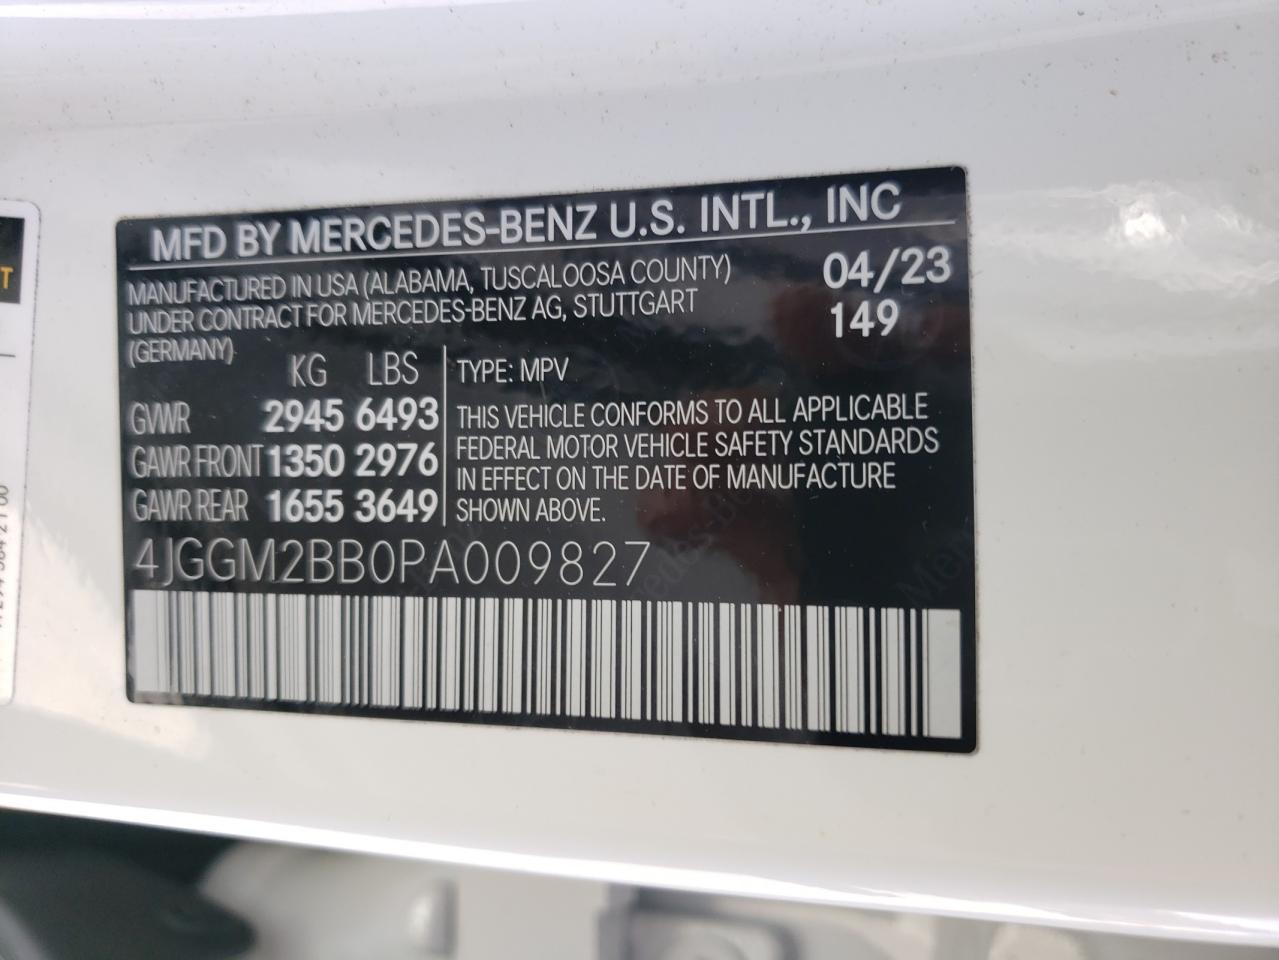 MFD BY MERCEDES-BENZ U.S. INTL., INC
MANUFACTURED IN USA (ALABAMA, TUSCALOOSA COUNTY) 04/23
UNDER CONTRACT FOR MERCEDES-BENZ AG, STUTTGART 149
(GERMANY)
KG LBS
GVWR 2945 6493
GAWR FRONT 1350 2976
GAWR REAR 1655 3649
TYPE: MPV
THIS VEHICLE CONFORMS TO ALL APPLICABLE
FEDERAL MOTOR VEHICLE SAFETY STANDARDS
IN EFFECT ON THE DATE OF MANUFACTURE
SHOWN ABOVE.
4JGGM2BB0PA009827